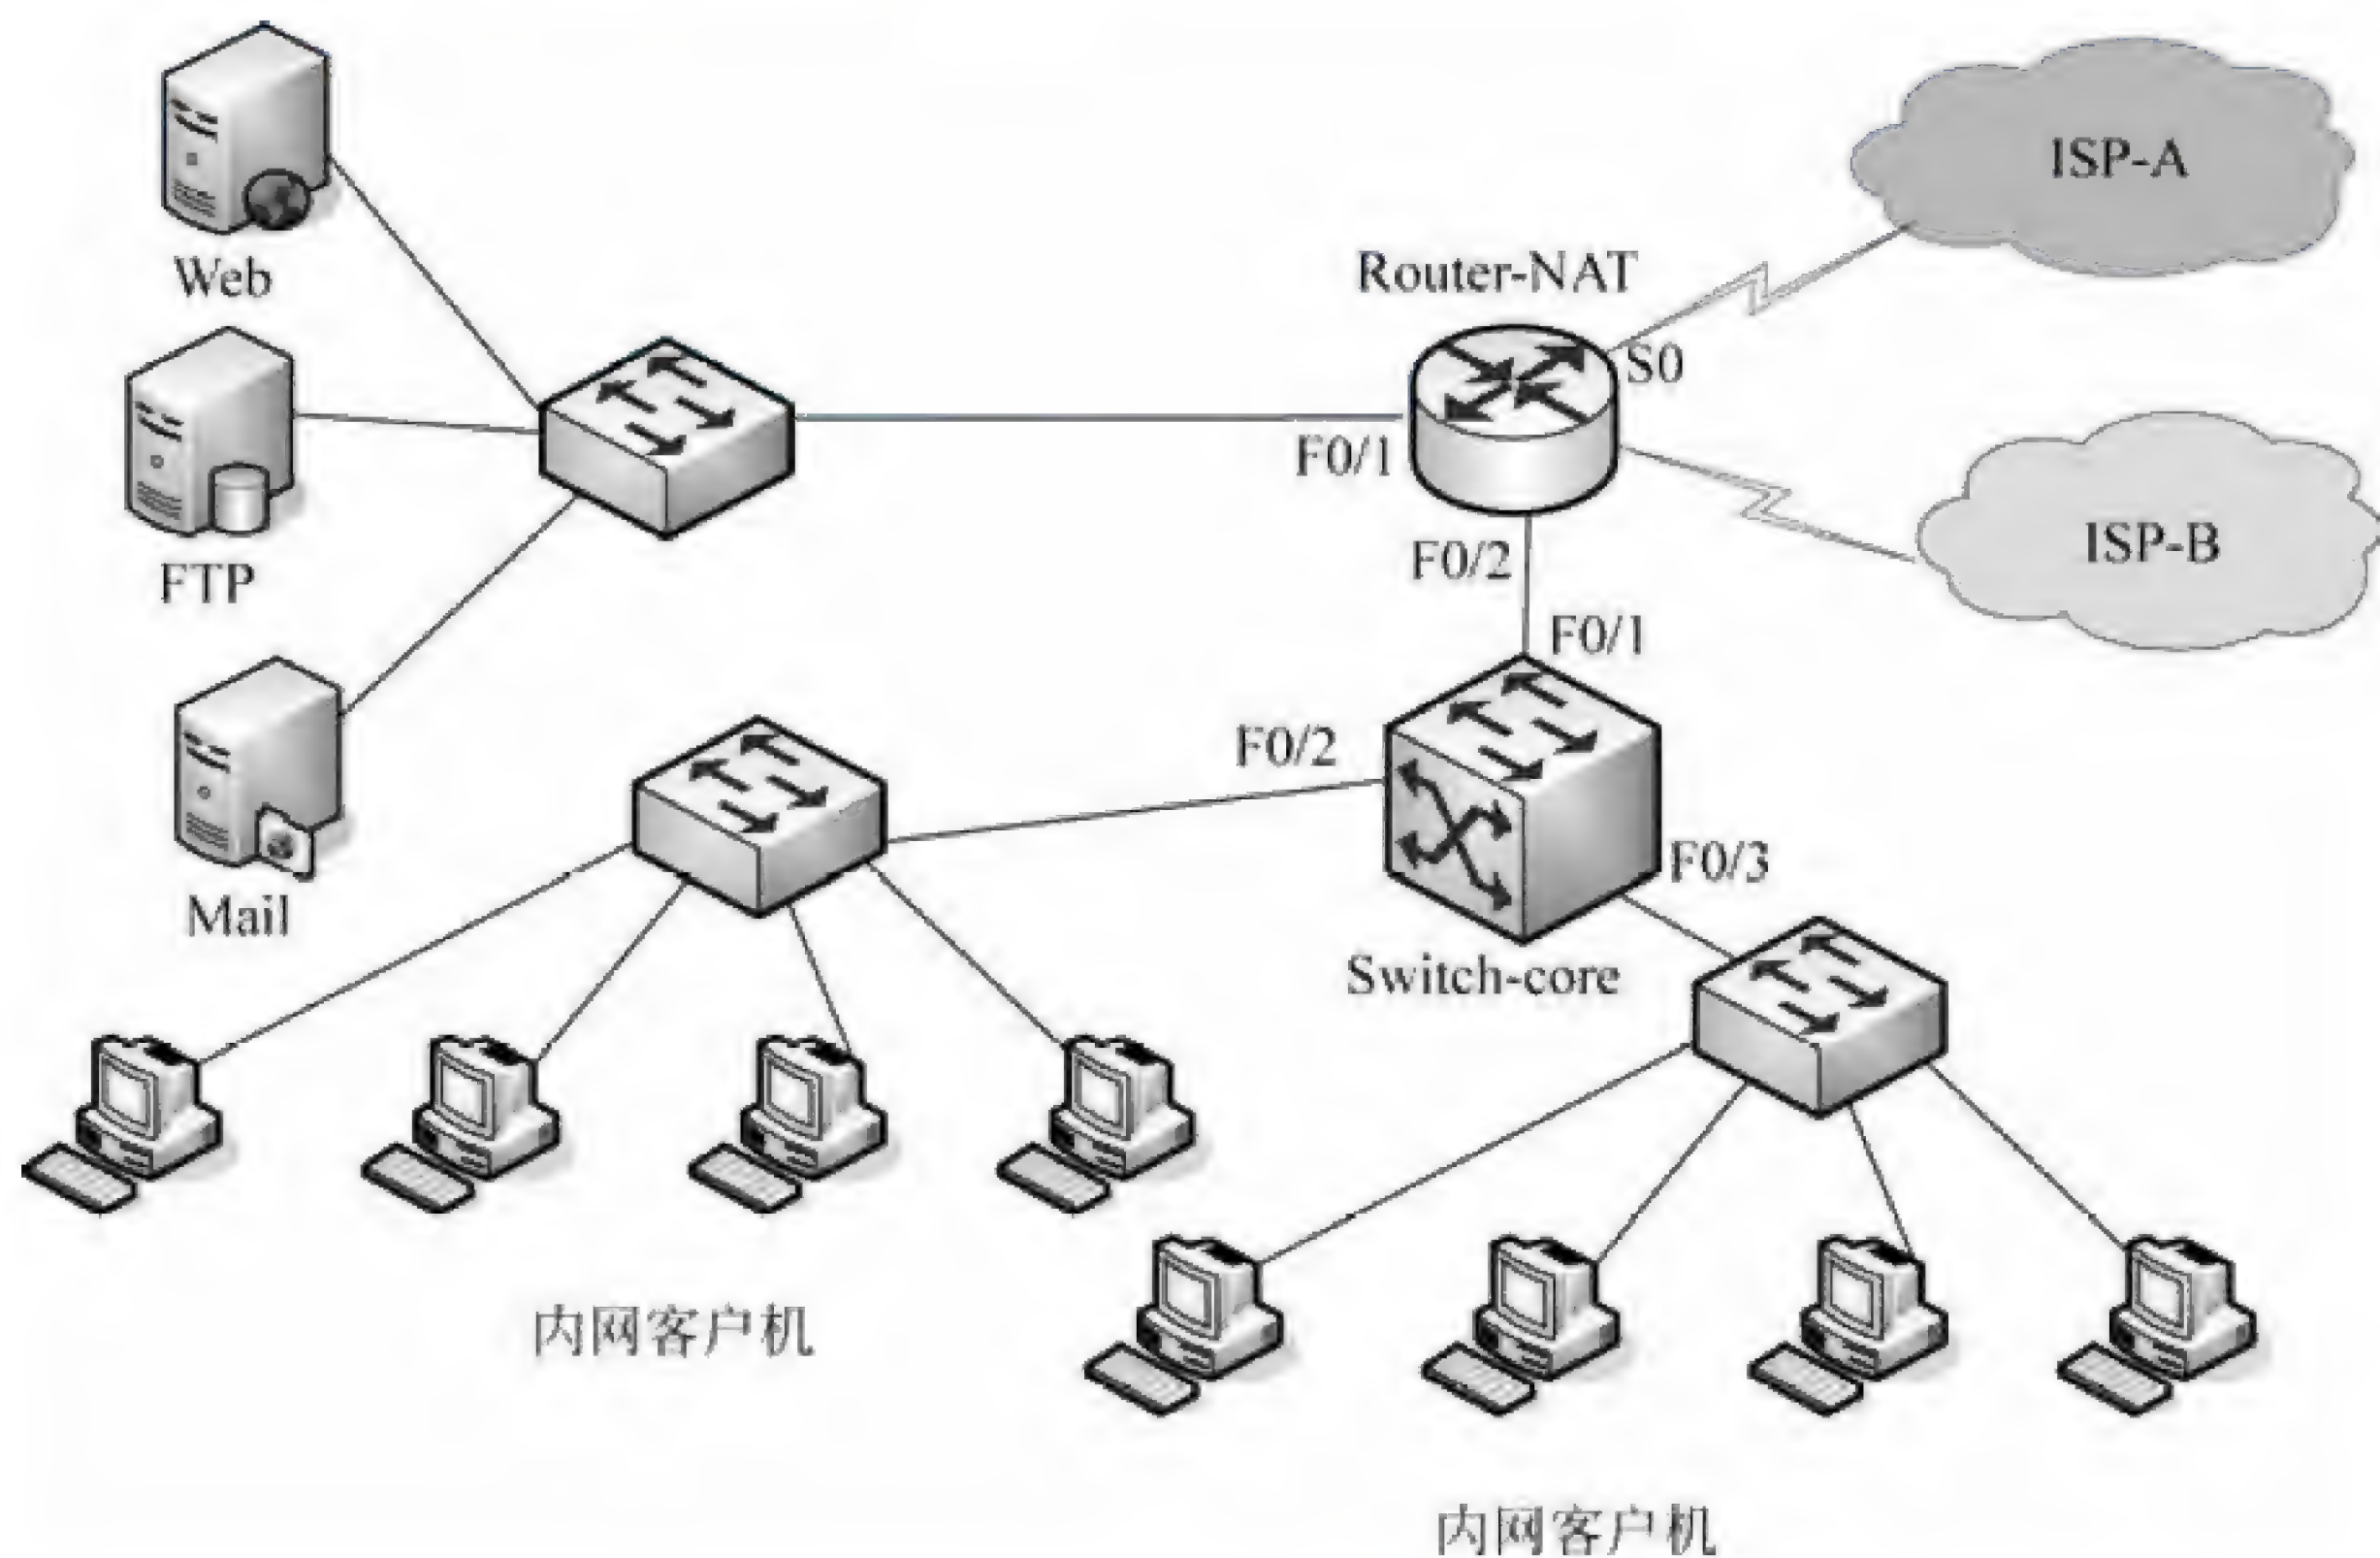 ISP-A
Web
Router-NAT
S0
F0/1
ISP-B
FTP
F0/2
F0/1
F0/2
F0/3
Mail
Switch-core
内网客户机
内网客户机